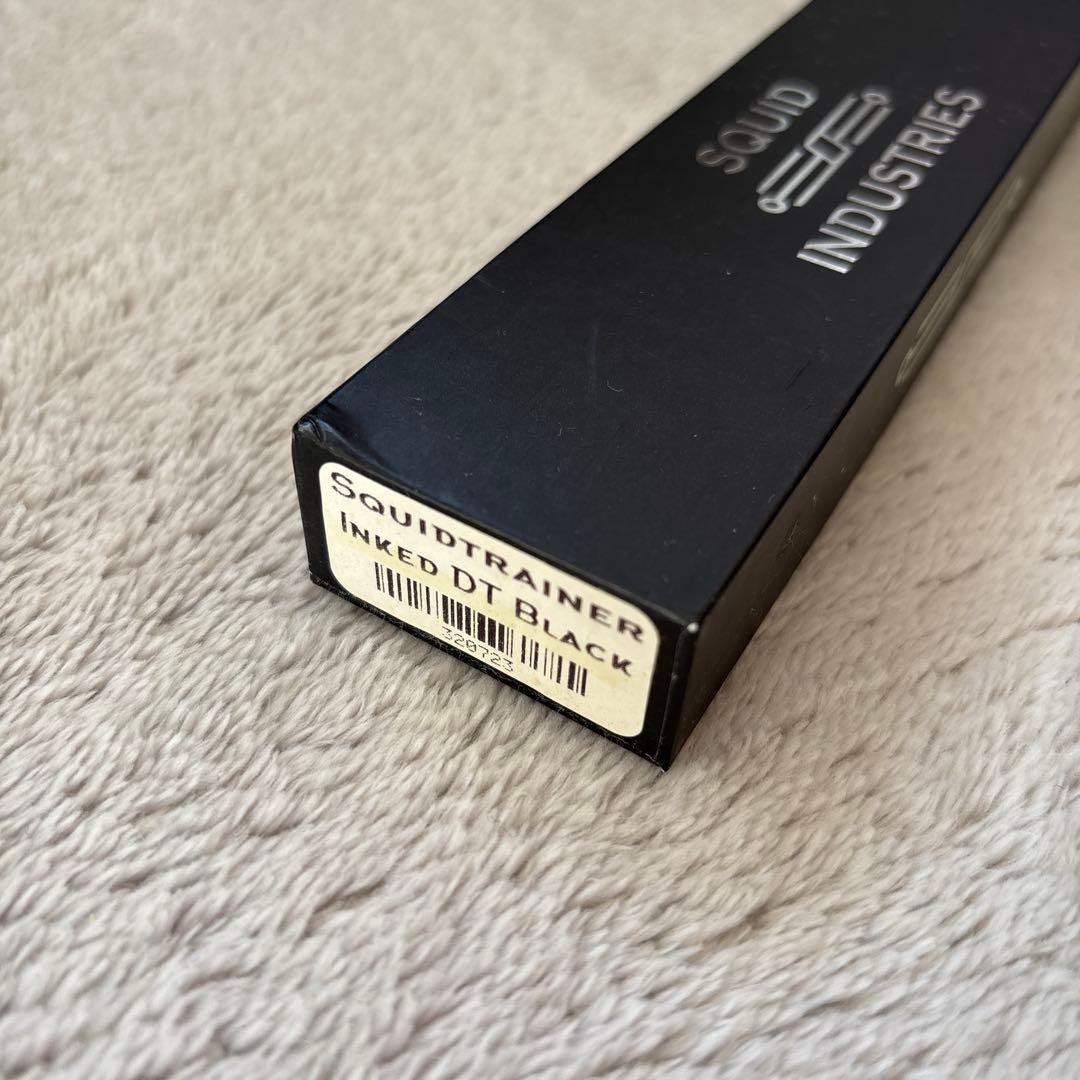 SQUID
INDUSTRIES
SQUIDTRAINER
INKED DT BLACK
320723